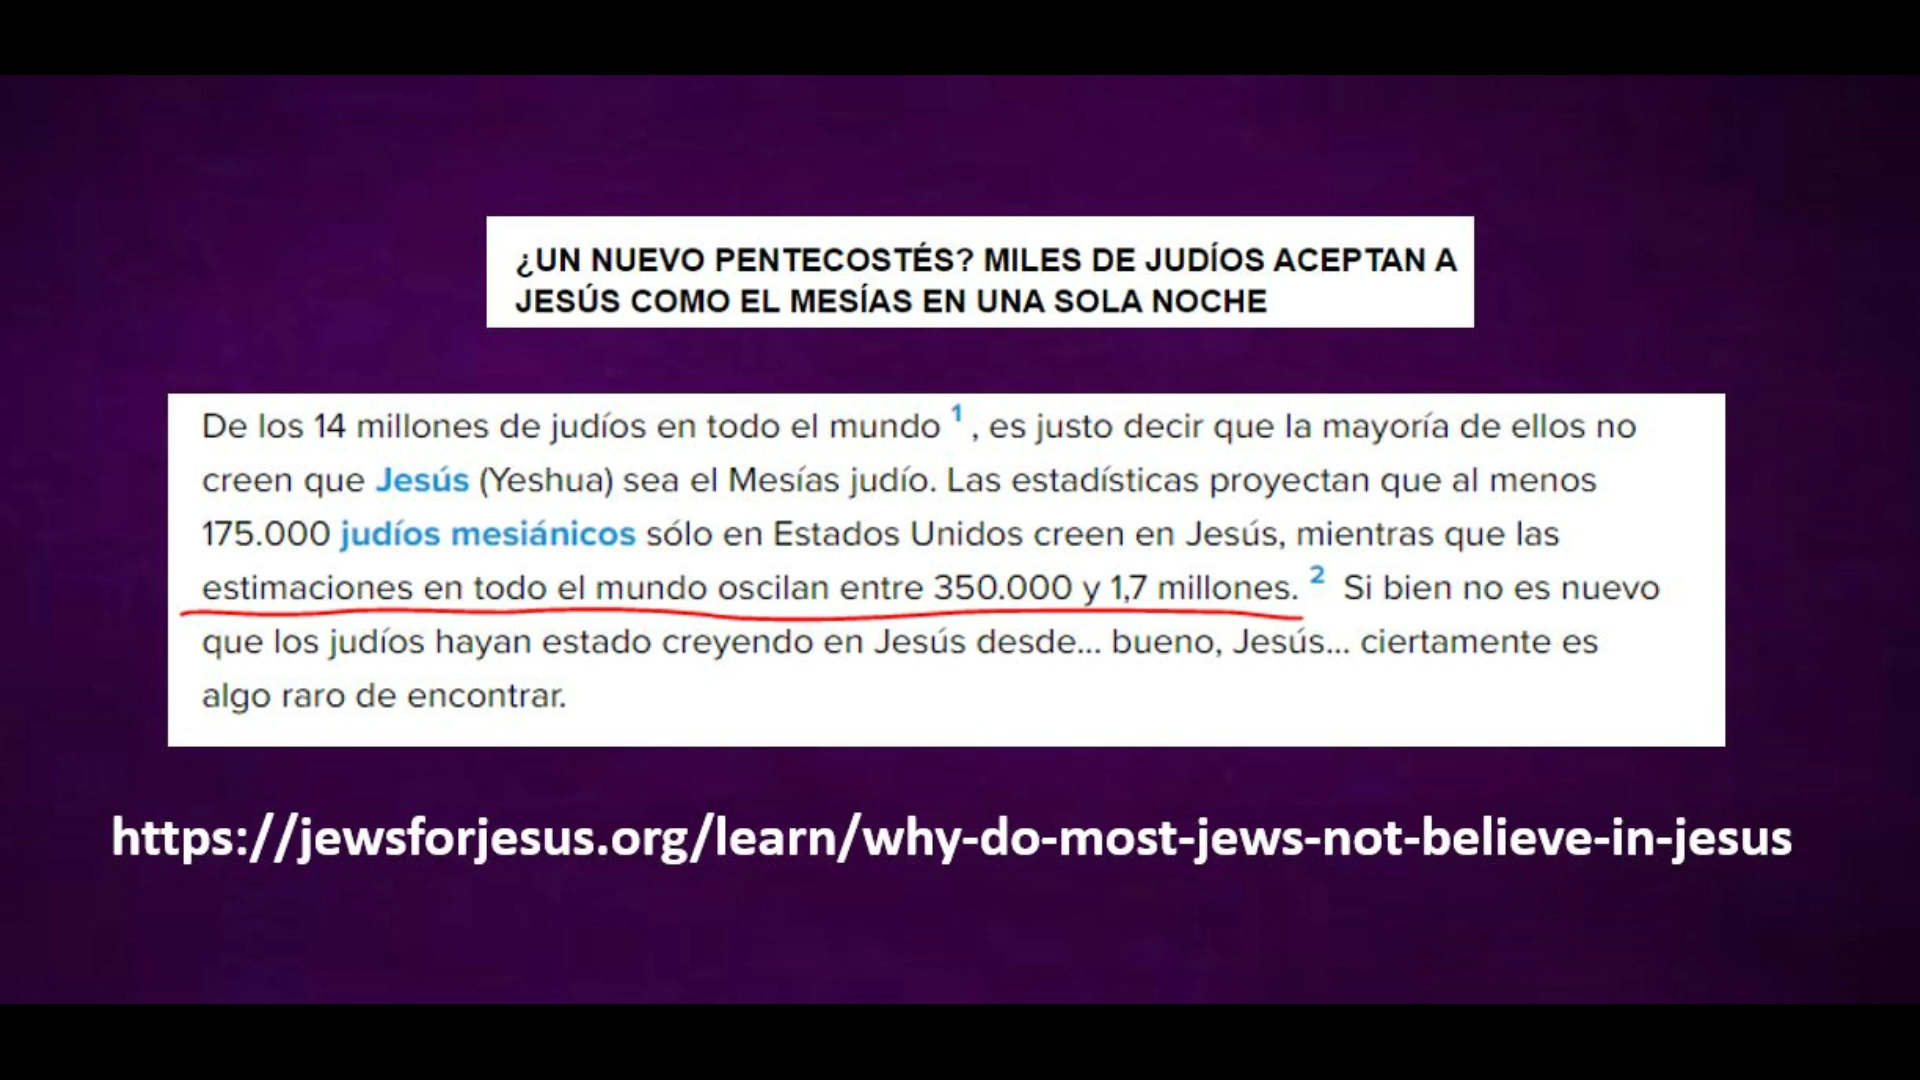 ¿UN NUEVO PENTECOSTÉS? MILES DE JUDÍOS ACEPTAN A
JESÚS COMO EL MESÍAS EN UNA SOLA NOCHE
De los 14 millones de judíos en todo el mundo 1 , es justo decir que la mayoría de ellos no
creen que Jesús (Yeshua) sea el Mesías judío. Las estadísticas proyectan que al menos
175.000 judíos mesiánicos sólo en Estados Unidos creen en Jesús, mientras que las
estimaciones en todo el mundo oscilan entre 350.000 y 1,7 millones. 2 Si bien no es nuevo
que los judíos hayan estado creyendo en Jesús desde... bueno, Jesús... ciertamente es
algo raro de encontrar.
https://jewsforjesus.org/learn/why-do-most-jews-not-believe-in-jesus